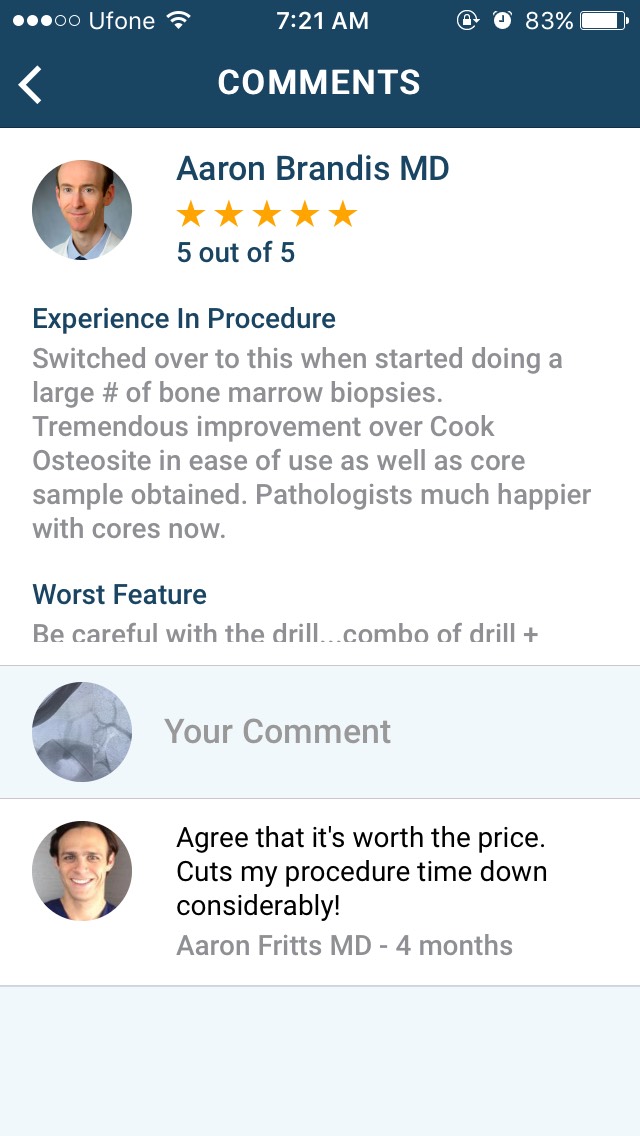 Ufone 7:21 AM 83%
COMMENTS
Aaron Brandis MD
5 out of 5
Experience In Procedure
Switched over to this when started doing a
large # of bone marrow biopsies.
Tremendous improvement over Cook
Osteosite in ease of use as well as core
sample obtained. Pathologists much happier
with cores now.
Worst Feature
Be careful with the drill...combo of drill +
Your Comment
Agree that it's worth the price.
Cuts my procedure time down
considerably!
Aaron Fritts MD - 4 months